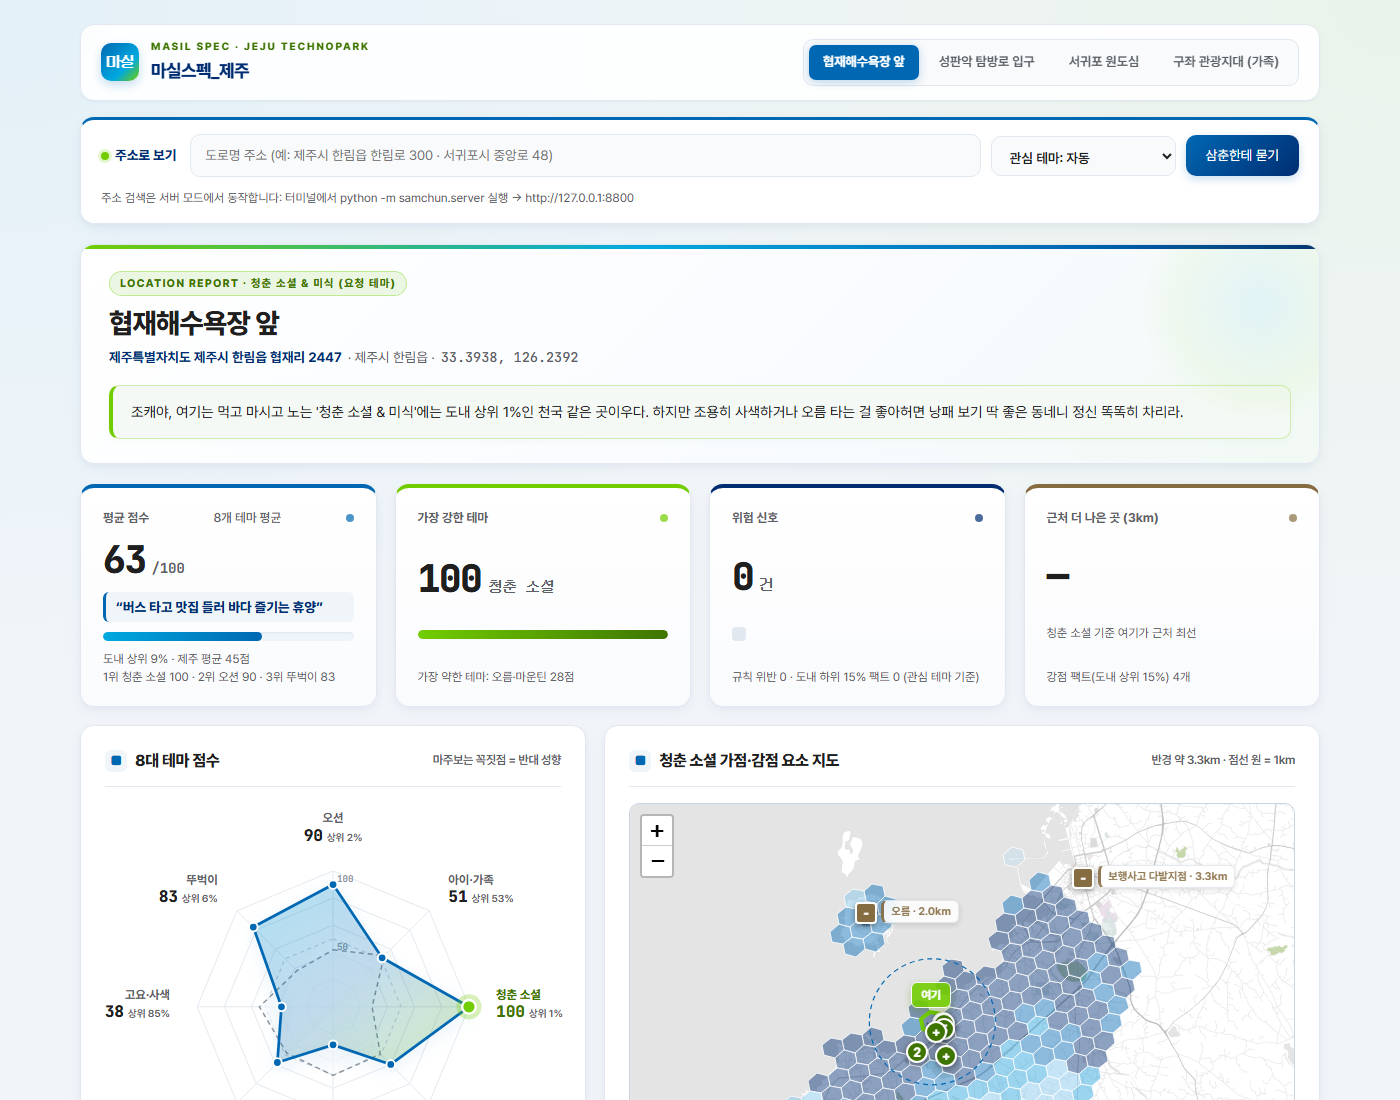 마실
MASIL SPEC · JEJU TECHNOPARK
마실스펙_제주
협재해수욕장 앞
성판악 탐방로 입구
서귀포 원도심
구좌 관광지대 (가족)
주소로 보기
도로명 주소 (예: 제주시 한림읍 한림로 300 · 서귀포시 중앙로 48)
관심 테마: 자동
삼춘한테 묻기
주소 검색은 서버 모드에서 동작합니다: 터미널에서 python -m samchun.server 실행 → http://127.0.0.1:8800
LOCATION REPORT · 청춘 소셜 & 미식 (요청 테마)
협재해수욕장 앞
제주특별자치도 제주시 한림읍 협재리 2447 · 제주시 한림읍 · 33.3938, 126.2392
조캐야, 여기는 먹고 마시고 노는 '청춘 소셜 & 미식'에는 도내 상위 1%인 천국 같은 곳이우다. 하지만 조용히 사색하거나 오름 타는 걸 좋아허면 낭패 보기 딱 좋은 동네니 정신 똑똑히 차리라.
평균 점수
8개 테마 평균
63 /100
“버스 타고 맛집 들러 바다 즐기는 휴양”
도내 상위 9% · 제주 평균 45점
1위 청춘 소셜 100 · 2위 오션 90 · 3위 뚜벅이 83
가장 강한 테마
100 청춘 소셜
가장 약한 테마: 오름·마운틴 28점
위험 신호
0 건
규칙 위반 0 · 도내 하위 15% 팩트 0 (관심 테마 기준)
근처 더 나은 곳 (3km)
–
청춘 소셜 기준 여기가 근처 최선
강점 팩트(도내 상위 15%) 4개
8대 테마 점수
마주보는 꼭짓점 = 반대 성향
오션
90 상위 2%
뚜벅이
83 상위 6%
아이·가족
51 상위 53%
100
50
고요·사색
38 상위 85%
청춘 소셜
100 상위 1%
청춘 소셜 가점·감점 요소 지도
반경 약 3.3km · 점선 원 = 1km
+
−
- 보행사고 다발지점 · 3.3km
- 오름 · 2.0km
여기
+
2
+